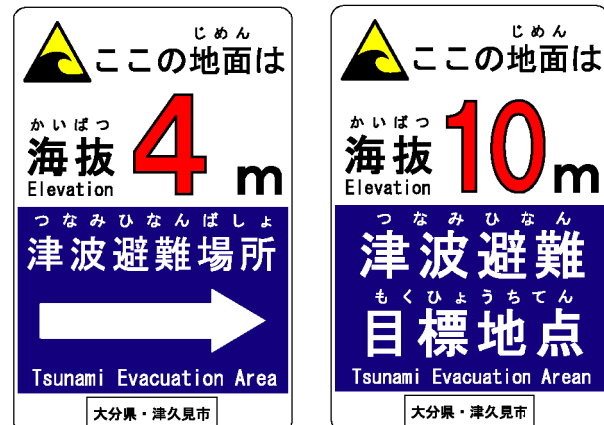 じめん
ここの地面は
かいばつ
海抜 4 m
Elevation
つなみひなんばしょ
津波避難場所
Tsunami Evacuation Area
大分県・津久見市
じめん
ここの地面は
かいばつ
海抜 10 m
Elevation
つなみひなん
津波避難
もくひょうちてん
目標地点
Tsunami Evacuation Arean
大分県・津久見市